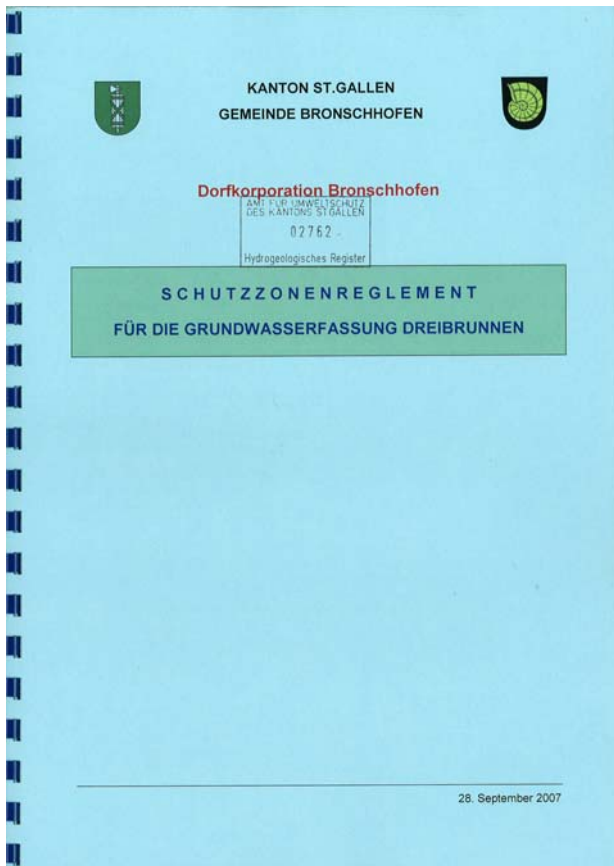 KANTON ST.GALLEN
GEMEINDE BRONSCHHOFEN
Dorfkorporation Bronschhofen
AMT FÜR UMWELTSCHUTZ
DES KANTONS ST.GALLEN
02762
Hydrogeologisches Register
SCHUTZZONENREGLEMENT
FÜR DIE GRUNDWASSERFASSUNG DREIBRUNNEN
28. September 2007